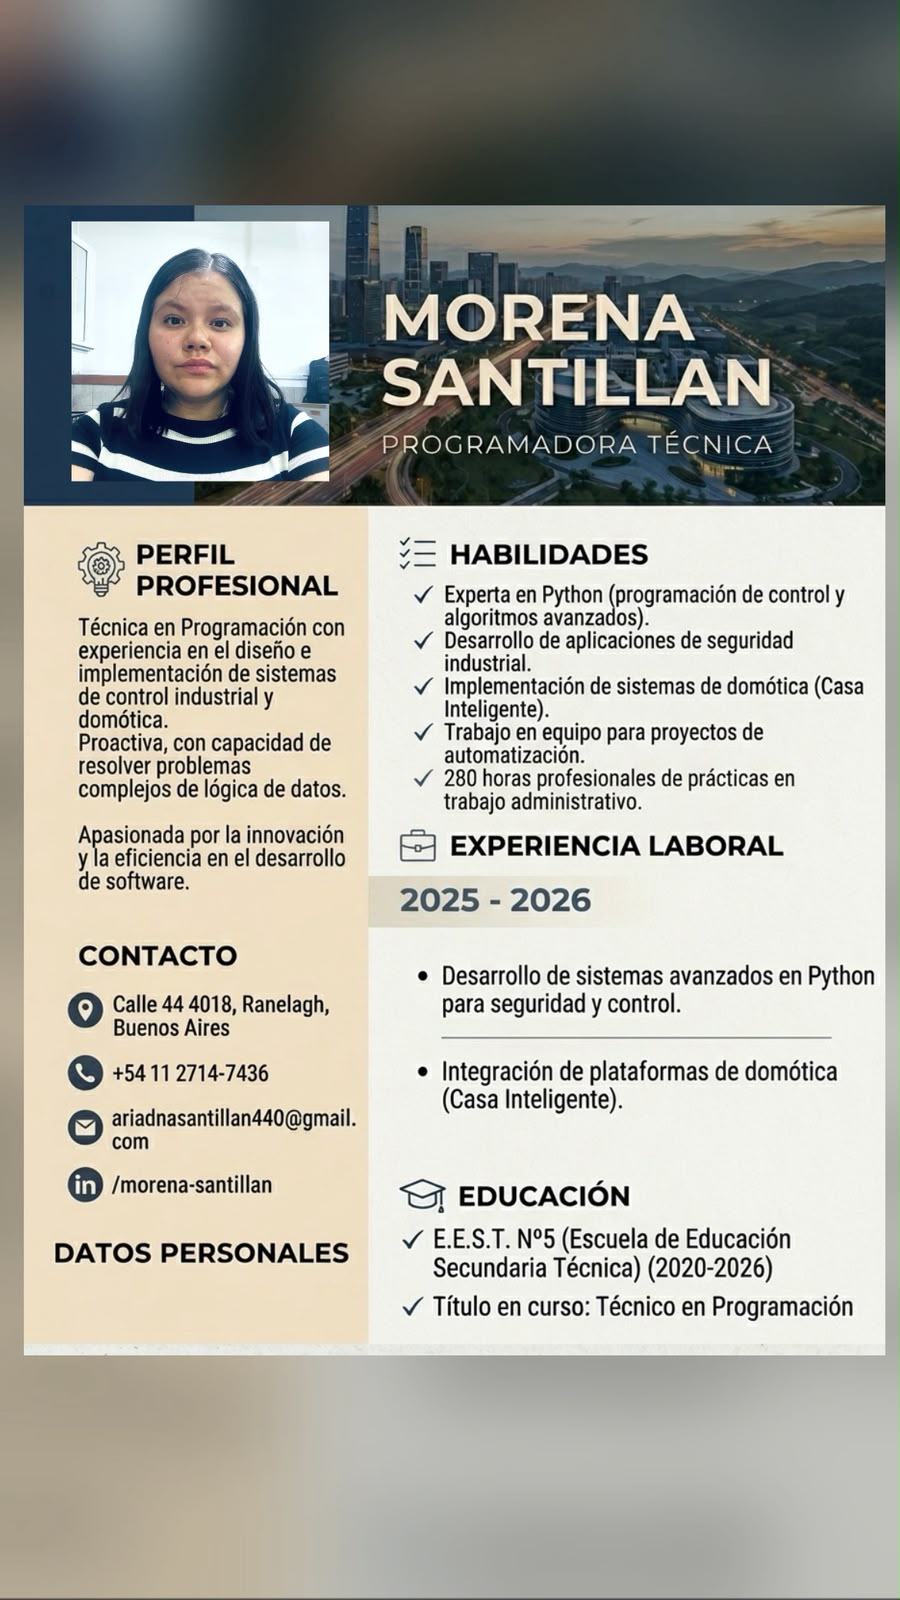 MORENA
SANTILLAN
PROGRAMADORA TÉCNICA
PERFIL
PROFESIONAL
Técnica en Programación con
experiencia en el diseño e
implementación de sistemas
de control industrial y
domótica.
Proactiva, con capacidad de
resolver problemas
complejos de lógica de datos.
Apasionada por la innovación
y la eficiencia en el desarrollo
de software.
CONTACTO
Calle 44 4018, Ranelagh,
Buenos Aires
+54 11 2714-7436
ariadnasantillan440@gmail.
com
in /morena-santillan
DATOS PERSONALES
HABILIDADES
Experta en Python (programación de control y
algoritmos avanzados).
Desarrollo de aplicaciones de seguridad
industrial.
Implementación de sistemas de domótica (Casa
Inteligente).
Trabajo en equipo para proyectos de
automatización.
280 horas profesionales de prácticas en
trabajo administrativo.
EXPERIENCIA LABORAL
2025 - 2026
• Desarrollo de sistemas avanzados en Python
para seguridad y control.
• Integración de plataformas de domótica
(Casa Inteligente).
EDUCACIÓN
E.E.S.T. Nº5 (Escuela de Educación
Secundaria Técnica) (2020-2026)
Título en curso: Técnico en Programación